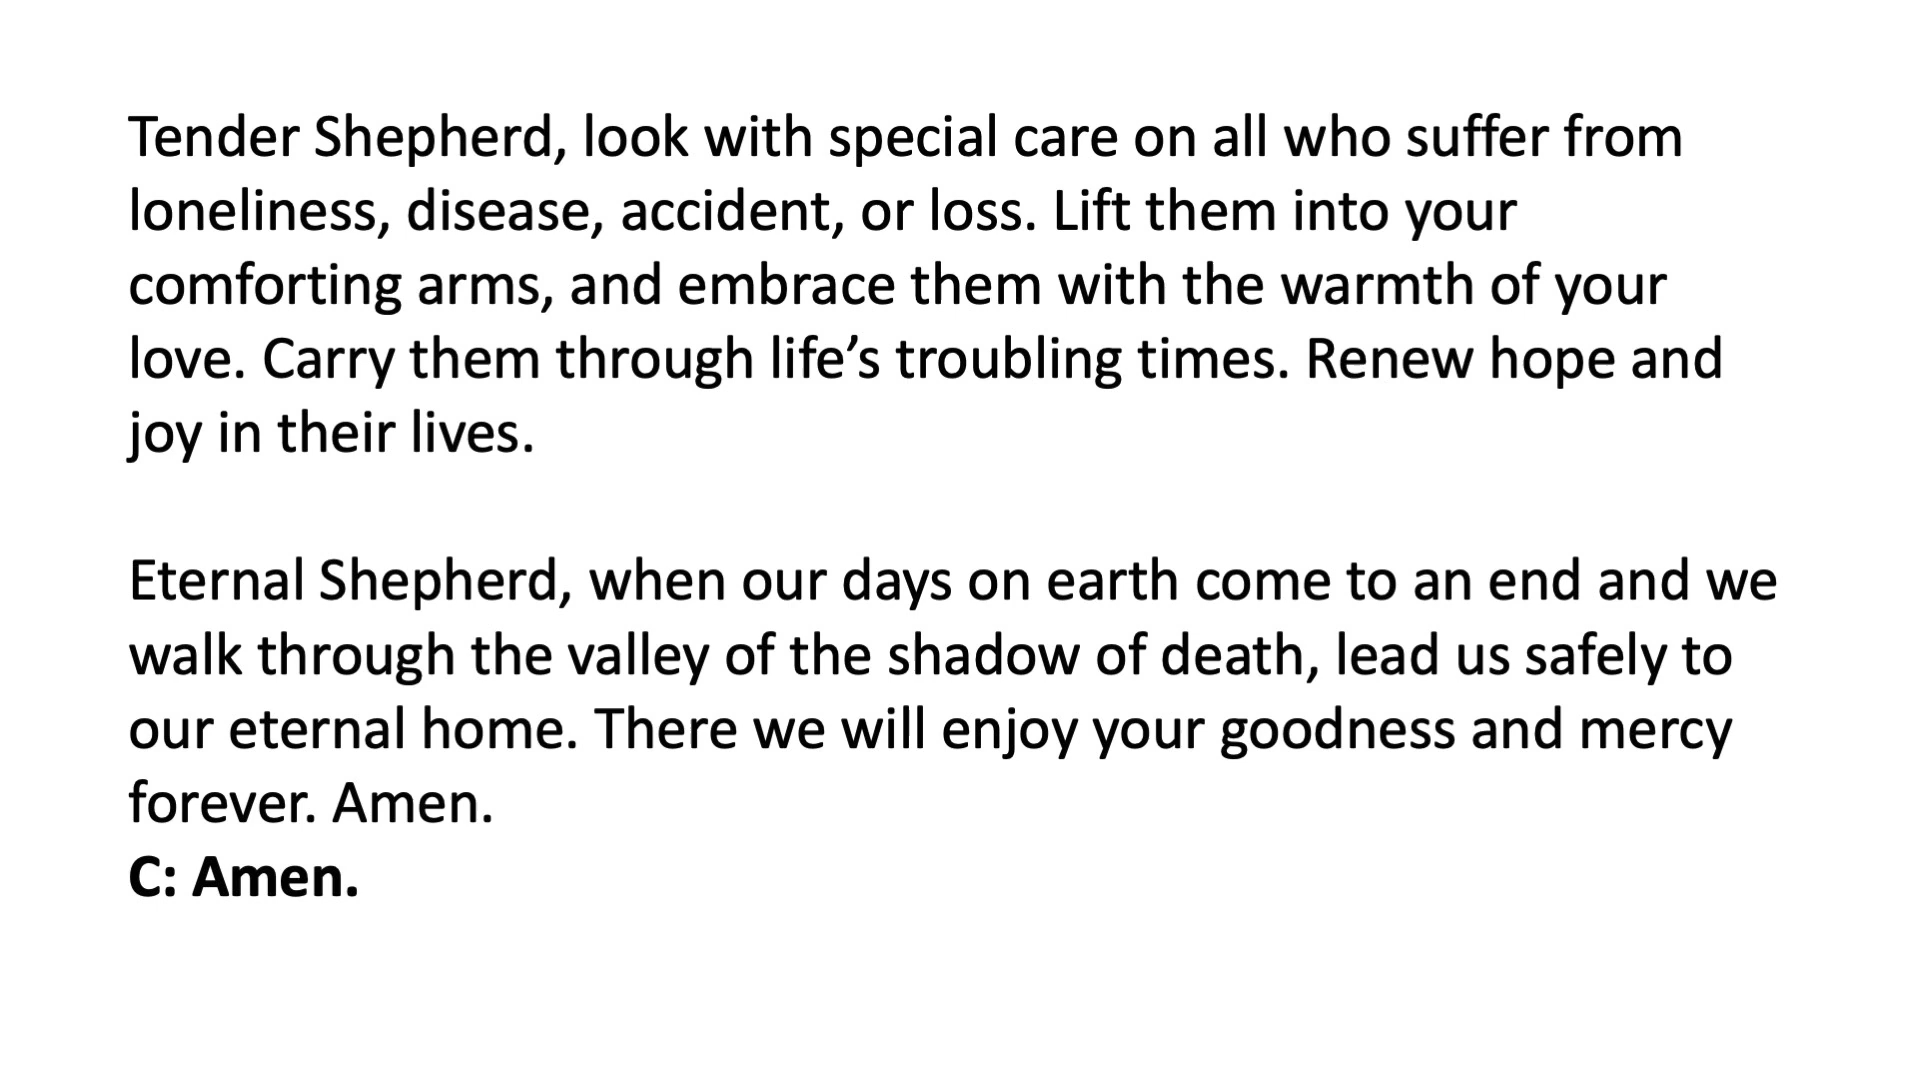 Tender Shepherd, look with special care on all who suffer from
loneliness, disease, accident, or loss. Lift them into your
comforting arms, and embrace them with the warmth of your
love. Carry them through life’s troubling times. Renew hope and
joy in their lives.
Eternal Shepherd, when our days on earth come to an end and we
walk through the valley of the shadow of death, lead us safely to
our eternal home. There we will enjoy your goodness and mercy
forever. Amen.
C: Amen.